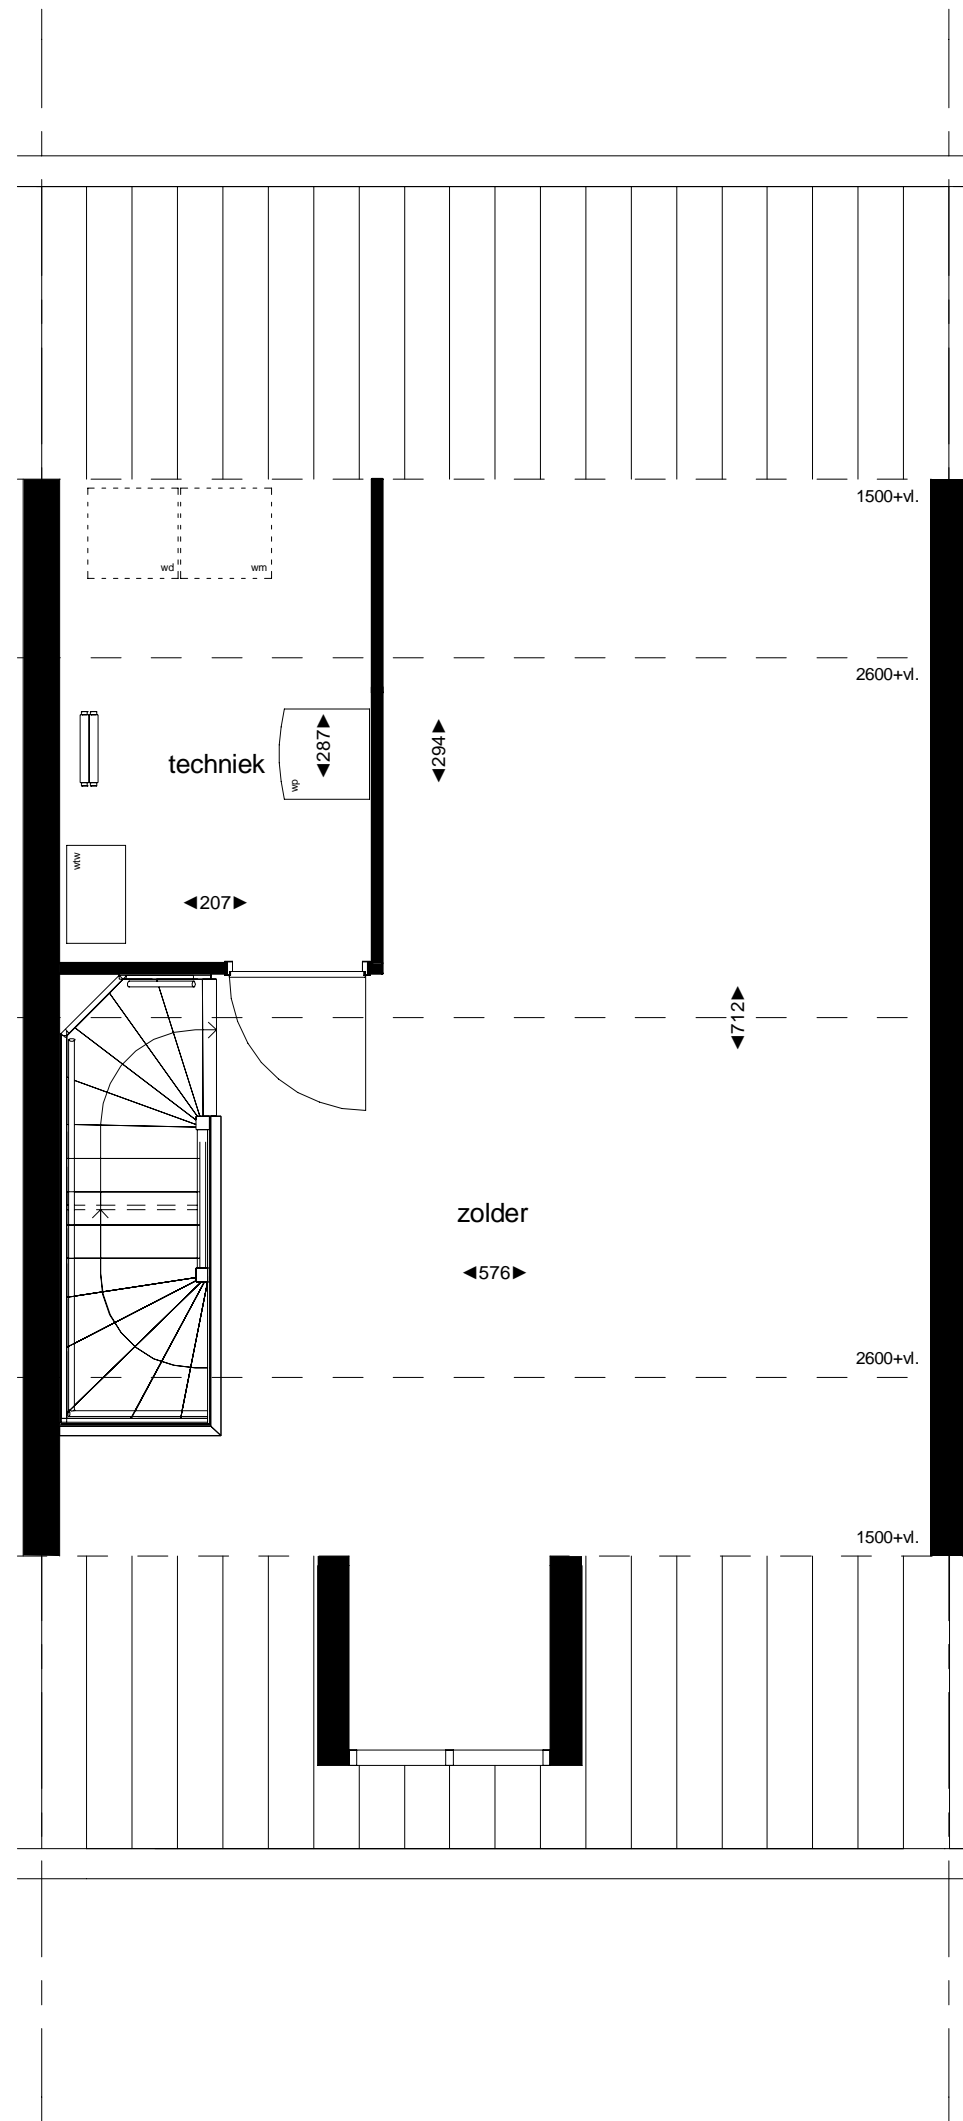 1500+vl.
wd
wm
2600+vl.
techniek
wp
◄287►
◄294►
wtw
◄207►
◄712►
zolder
◄576►
2600+vl.
1500+vl.